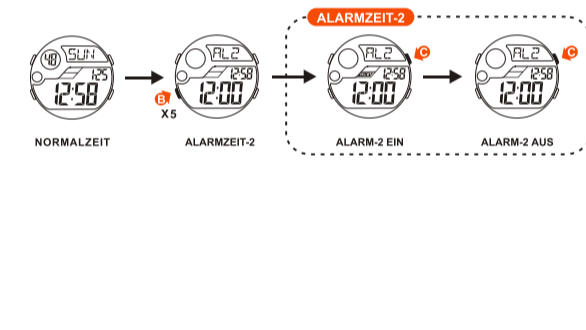 ALARMZEIT-2
48 SUN
1:25
12:58
AL2
12:58
12:00
AL2
12:58
12:00
AL2
12:58
12:00
B
X5
C
C
NORMALZEIT
ALARMZEIT-2
ALARM-2 EIN
ALARM-2 AUS